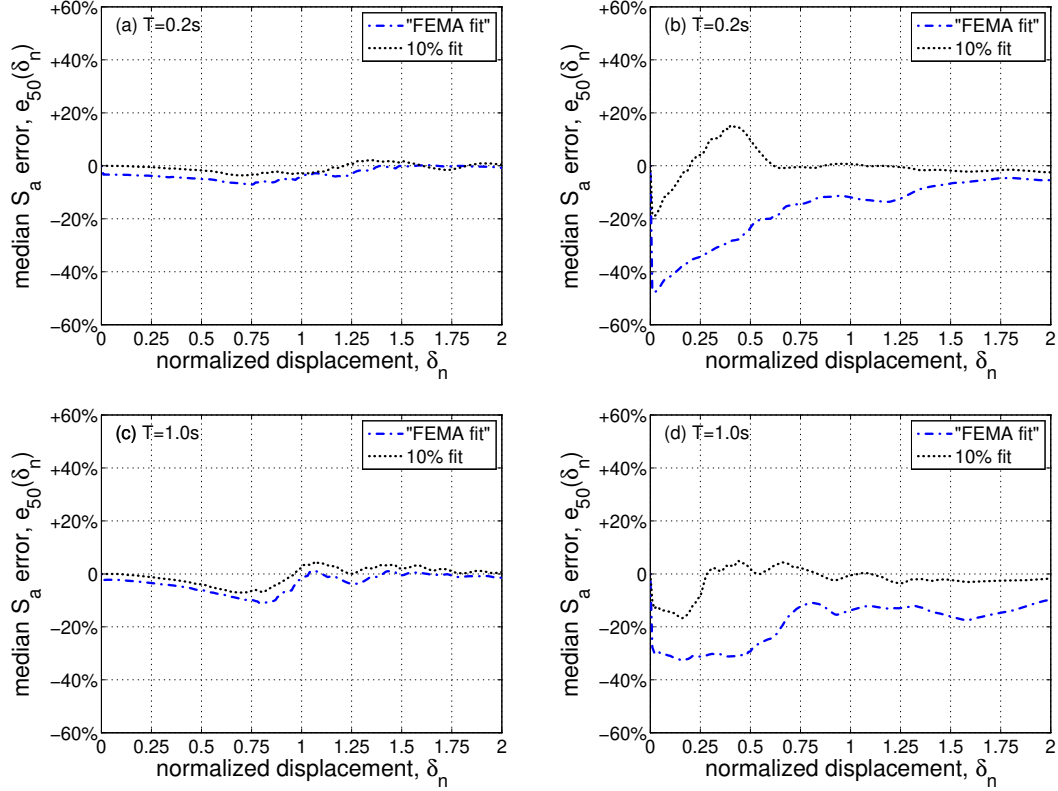 (a) T=0.2s
"FEMA fit"
10% fit
+60%
+40%
+20%
0
−20%
−40%
−60%
median S_a error, e_50(δ_n)
0 0.25 0.5 0.75 1 1.25 1.5 1.75 2
normalized displacement, δ_n
(b) T=0.2s
"FEMA fit"
10% fit
+60%
+40%
+20%
0
−20%
−40%
−60%
median S_a error, e_50(δ_n)
0 0.25 0.5 0.75 1 1.25 1.5 1.75 2
normalized displacement, δ_n
(c) T=1.0s
"FEMA fit"
10% fit
+60%
+40%
+20%
0
−20%
−40%
−60%
median S_a error, e_50(δ_n)
0 0.25 0.5 0.75 1 1.25 1.5 1.75 2
normalized displacement, δ_n
(d) T=1.0s
"FEMA fit"
10% fit
+60%
+40%
+20%
0
−20%
−40%
−60%
median S_a error, e_50(δ_n)
0 0.25 0.5 0.75 1 1.25 1.5 1.75 2
normalized displacement, δ_n